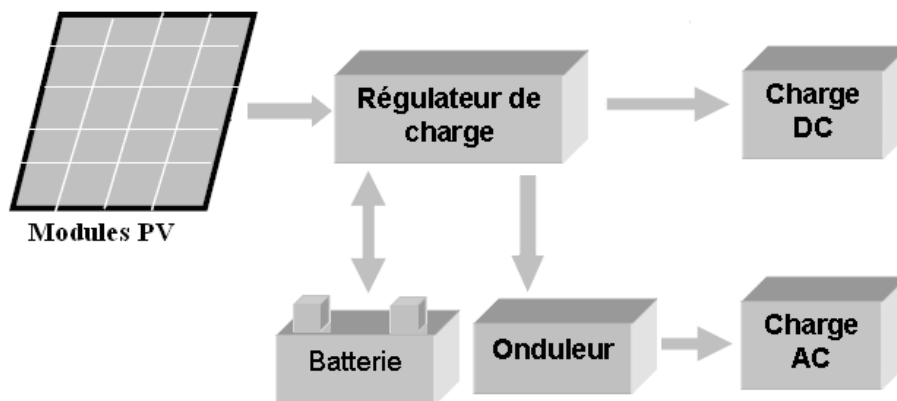 Modules PV
Régulateur de
charge
Charge
DC
Batterie
Onduleur
Charge
AC